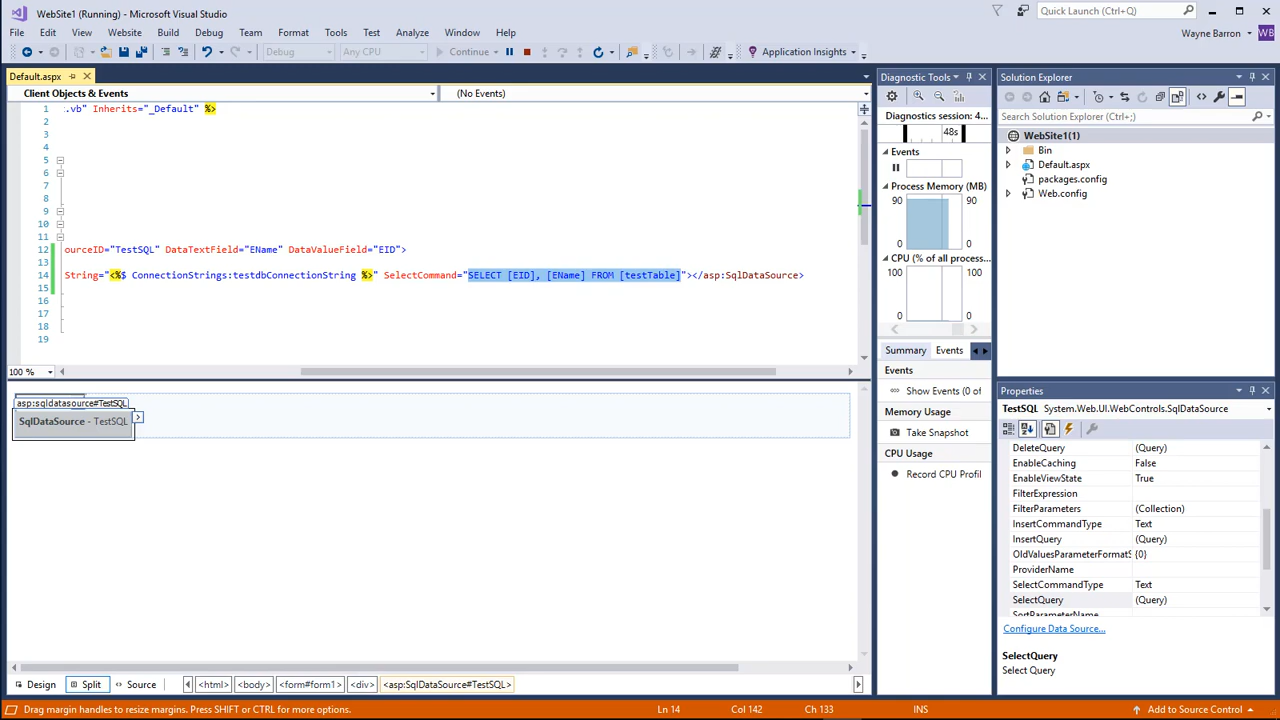 WebSite1 (Running) - Microsoft Visual Studio
Quick Launch (Ctrl+Q)
File Edit View Website Build Debug Team Format Tools Test Analyze Window Help
Wayne Barron WB
Debug Any CPU Continue Application Insights
Default.aspx
Client Objects & Events (No Events)
1 .vb" Inherits="_Default" %>
2
3
4
5
6
7
8
9
10
11
12 ourceID="TestSQL" DataTextField="EName" DataValueField="EID">
13
14 String="<%$ ConnectionStrings:testdbConnectionString %>" SelectCommand="SELECT [EID], [EName] FROM [testTable]"></asp:SqlDataSource>
15
16
17
18
19
100 %
asp:sqldatasource#TestSQL
SqlDataSource - TestSQL
Design Split Source <html> <body> <form#form1> <div> <asp:SqlDataSource#TestSQL>
Diagnostic Tools
Diagnostics session: 4...
48s
Events
Process Memory (MB)
90 90
0 0
CPU (% of all process...
100 100
0 0
Summary Events
Events
Show Events (0 of
Memory Usage
Take Snapshot
CPU Usage
Record CPU Profil
Solution Explorer
Search Solution Explorer (Ctrl+;)
WebSite1(1)
Bin
Default.aspx
packages.config
Web.config
Properties
TestSQL System.Web.UI.WebControls.SqlDataSource
DeleteQuery (Query)
EnableCaching False
EnableViewState True
FilterExpression
FilterParameters (Collection)
InsertCommandType Text
InsertQuery (Query)
OldValuesParameterFormatS {0}
ProviderName
SelectCommandType Text
SelectQuery (Query)
SortParameterName
Configure Data Source...
SelectQuery
Select Query
Drag margin handles to resize margins. Press SHIFT or CTRL for more options. Ln 14 Col 142 Ch 133 INS Add to Source Control